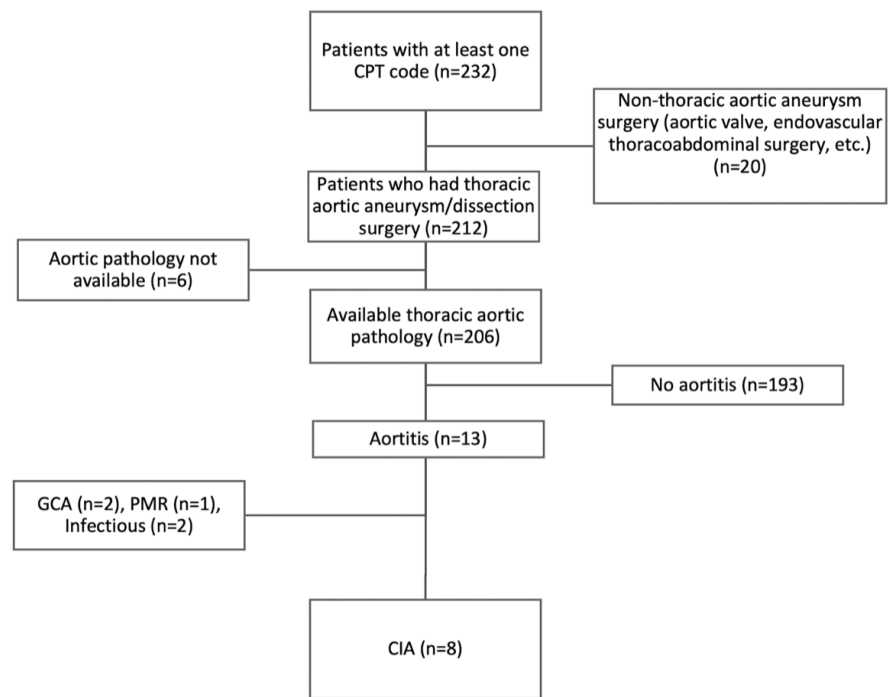 Patients with at least one
CPT code (n=232)
Non-thoracic aortic aneurysm
surgery (aortic valve, endovascular
thoracoabdominal surgery, etc.)
(n=20)
Patients who had thoracic
aortic aneurysm/dissection
surgery (n=212)
Aortic pathology not
available (n=6)
Available thoracic aortic
pathology (n=206)
No aortitis (n=193)
Aortitis (n=13)
GCA (n=2), PMR (n=1),
Infectious (n=2)
CIA (n=8)